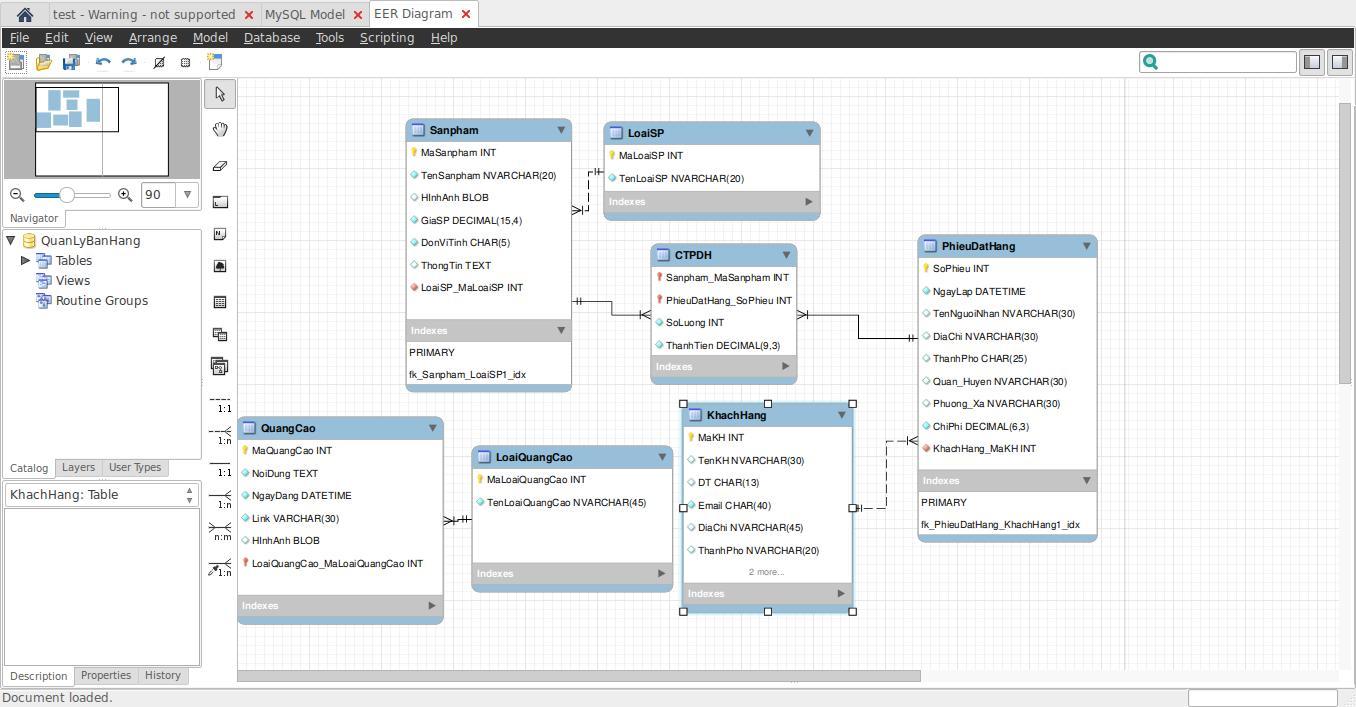 test - Warning - not supported
MySQL Model
EER Diagram
File Edit View Arrange Model Database Tools Scripting Help
90
Navigator
QuanLyBanHang
Tables
Views
Routine Groups
Catalog Layers User Types
KhachHang: Table
Description Properties History
Document loaded.
1:1
1:n
1:1
1:n
n:m
1:n
Sanpham
MaSanpham INT
TenSanpham NVARCHAR(20)
HInhAnh BLOB
GiaSP DECIMAL(15,4)
DonViTinh CHAR(5)
ThongTin TEXT
LoaiSP_MaLoaiSP INT
Indexes
PRIMARY
fk_Sanpham_LoaiSP1_idx
LoaiSP
MaLoaiSP INT
TenLoaiSP NVARCHAR(20)
Indexes
CTPDH
Sanpham_MaSanpham INT
PhieuDatHang_SoPhieu INT
SoLuong INT
ThanhTien DECIMAL(9,3)
Indexes
PhieuDatHang
SoPhieu INT
NgayLap DATETIME
TenNguoiNhan NVARCHAR(30)
DiaChi NVARCHAR(30)
ThanhPho CHAR(25)
Quan_Huyen NVARCHAR(30)
Phuong_Xa NVARCHAR(30)
ChiPhi DECIMAL(6,3)
KhachHang_MaKH INT
Indexes
PRIMARY
fk_PhieuDatHang_KhachHang1_idx
QuangCao
MaQuangCao INT
NoiDung TEXT
NgayDang DATETIME
Link VARCHAR(30)
HInhAnh BLOB
LoaiQuangCao_MaLoaiQuangCao INT
Indexes
LoaiQuangCao
MaLoaiQuangCao INT
TenLoaiQuangCao NVARCHAR(45)
Indexes
KhachHang
MaKH INT
TenKH NVARCHAR(30)
DT CHAR(13)
Email CHAR(40)
DiaChi NVARCHAR(45)
ThanhPho NVARCHAR(20)
2 more...
Indexes